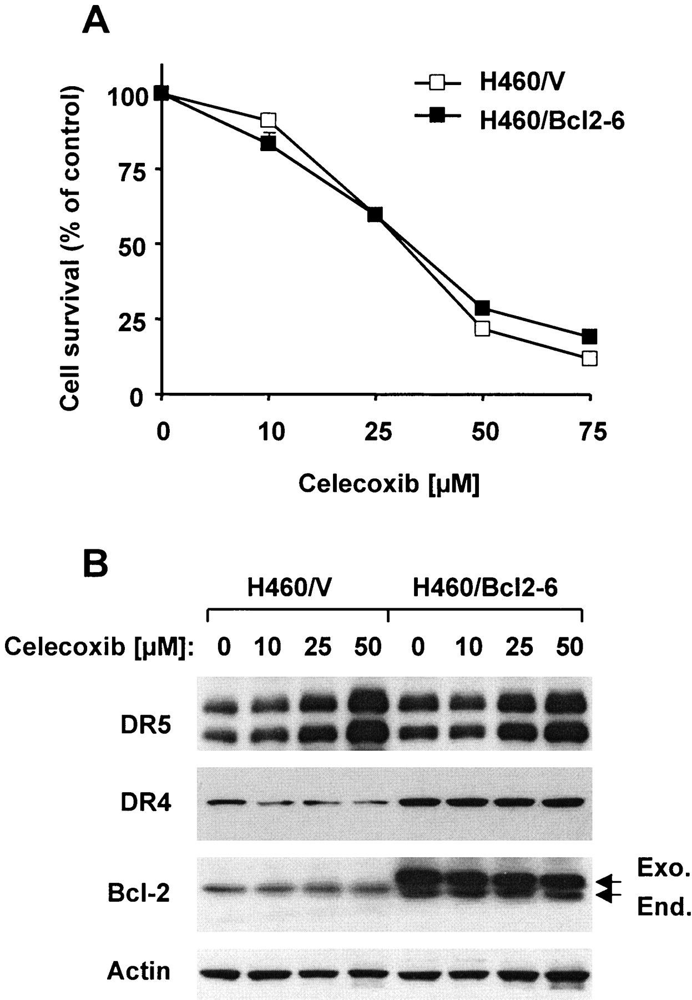 A
H460/V
H460/Bcl2-6
Cell survival (% of control)
100
75
50
25
0
0 10 25 50 75
Celecoxib [µM]
B
H460/V H460/Bcl2-6
Celecoxib [µM]: 0 10 25 50 0 10 25 50
DR5
DR4
Bcl-2
Exo.
End.
Actin